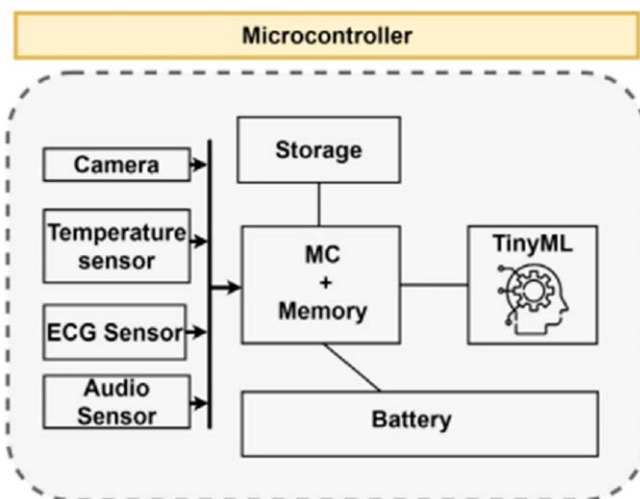 Microcontroller
Camera
Temperature
sensor
ECG Sensor
Audio
Sensor
Storage
MC
+
Memory
TinyML
Battery